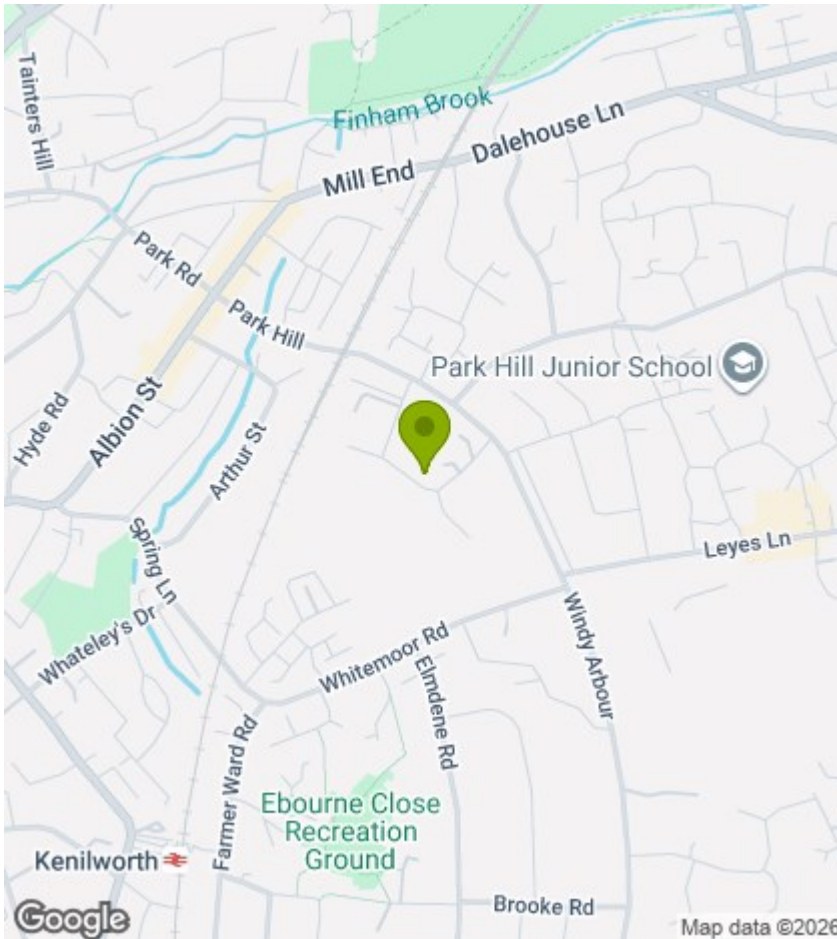 Tainters Hill
Finham Brook
Dalehouse Ln
Mill End
Park Rd
Park Hill
Park Hill Junior School
Hyde Rd
Albion St
Arthur St
Spring Ln
Leyes Ln
Whateley's Dr
Whitemoor Rd
Windy Arbour
Elmdene Rd
Farmer Ward Rd
Ebourne Close
Recreation
Ground
Kenilworth
Brooke Rd
Google
Map data ©2026